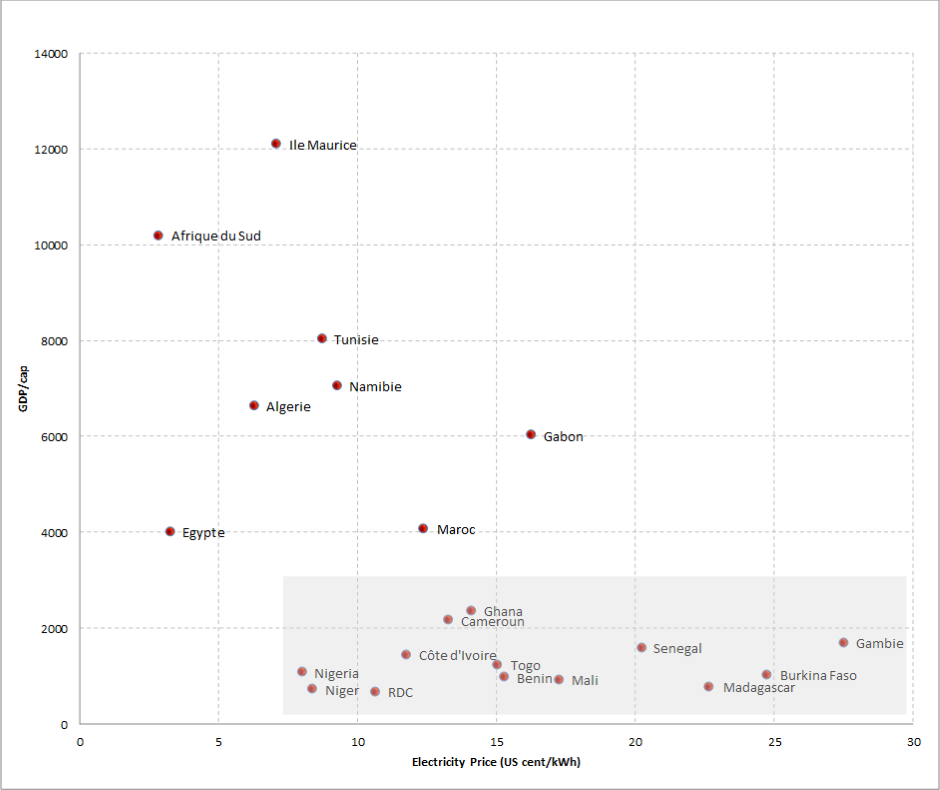 14000
12000
10000
8000
6000
4000
2000
0
GDP/cap
Ile Maurice
Afrique du Sud
Tunisie
Namibie
Algerie
Gabon
Egypte
Maroc
Ghana
Cameroun
Côte d'Ivoire
Senegal
Gambie
Togo
Nigeria
Benin
Mali
Burkina Faso
Niger
RDC
Madagascar
0 5 10 15 20 25 30
Electricity Price (US cent/kWh)